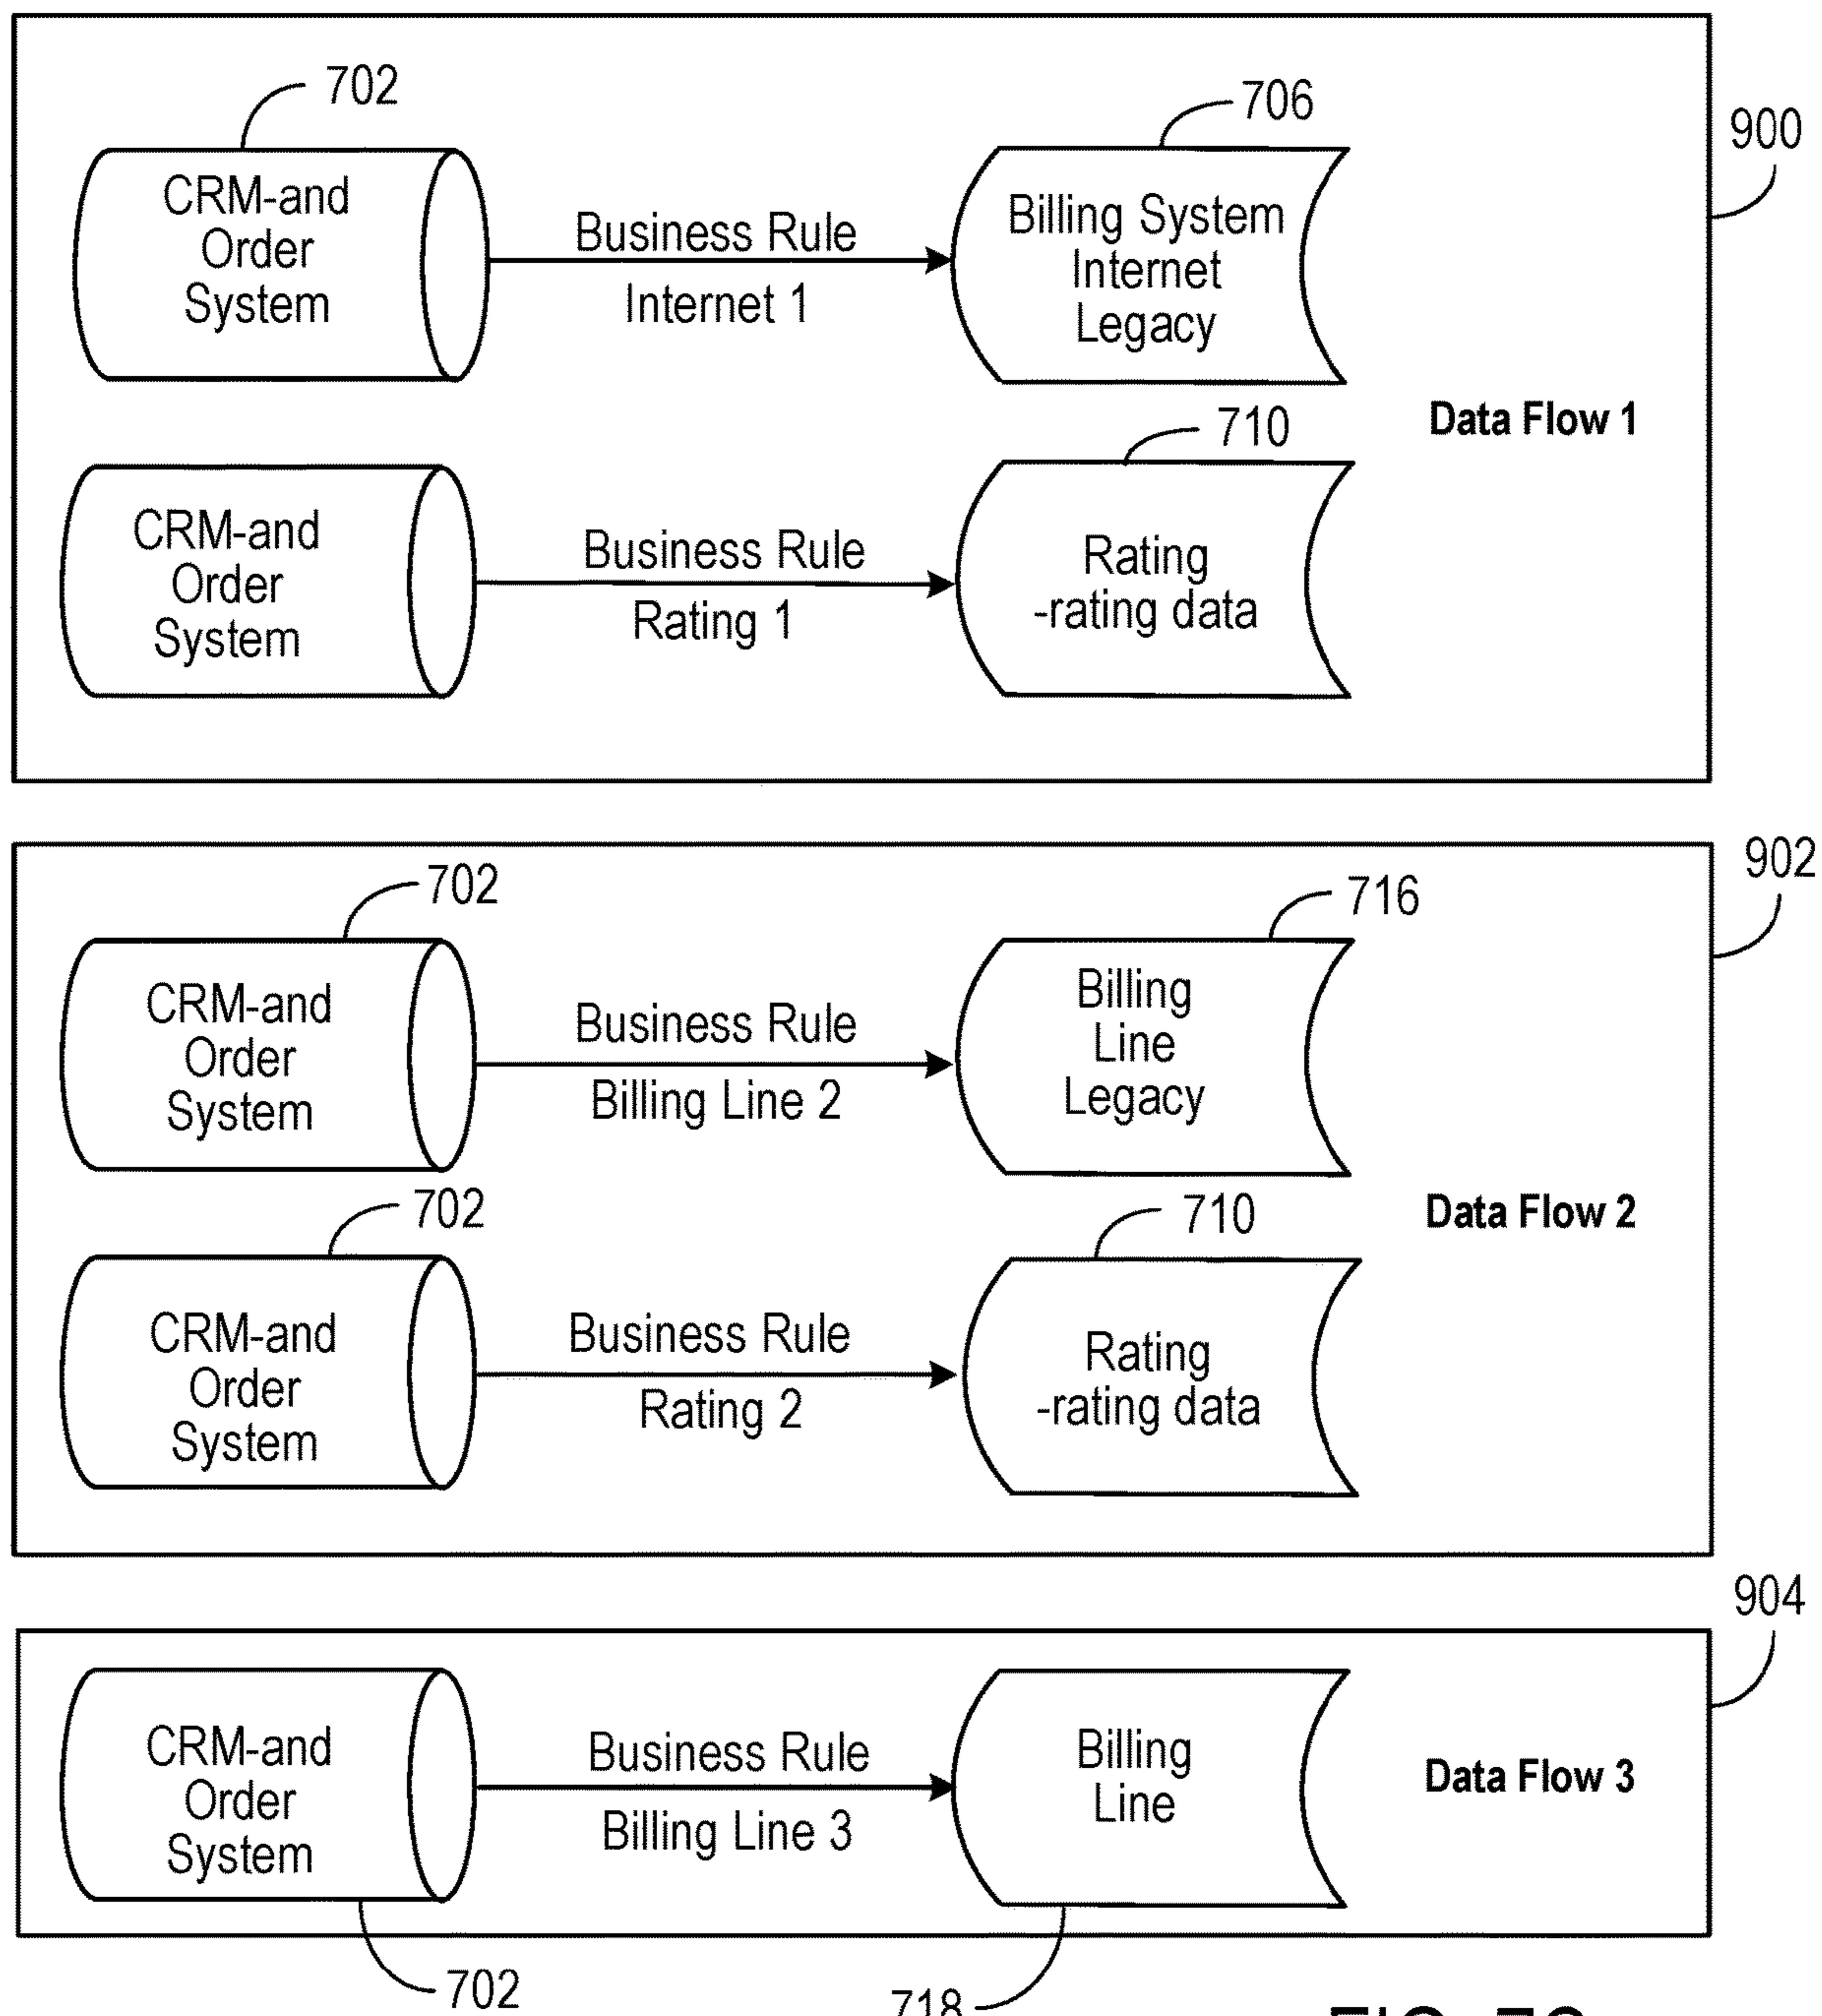 702
706
900
CRM-and
Order
System
Business Rule
Internet 1
Billing System
Internet
Legacy
710
Data Flow 1
CRM-and
Order
System
Business Rule
Rating 1
Rating
-rating data
902
702
716
CRM-and
Order
System
Business Rule
Billing Line 2
Billing
Line
Legacy
702
710
Data Flow 2
CRM-and
Order
System
Business Rule
Rating 2
Rating
-rating data
904
CRM-and
Order
System
Business Rule
Billing Line 3
Billing
Line
Data Flow 3
702
718